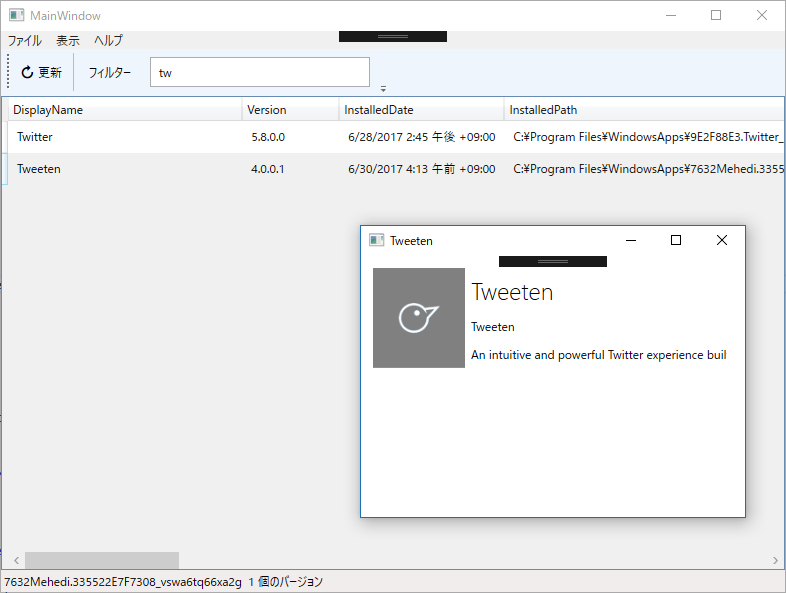 MainWindow
ファイル 表示 ヘルプ
更新 フィルター tw
DisplayName Version InstalledDate InstalledPath
Twitter 5.8.0.0 6/28/2017 2:45 午後 +09:00 C:¥Program Files¥WindowsApps¥9E2F88E3.Twitter_
Tweeten 4.0.0.1 6/30/2017 4:13 午前 +09:00 C:¥Program Files¥WindowsApps¥7632Mehedi.3355
Tweeten
Tweeten
Tweeten
An intuitive and powerful Twitter experience buil
7632Mehedi.335522E7F7308_vswa6tq66xa2g 1 個のバージョン